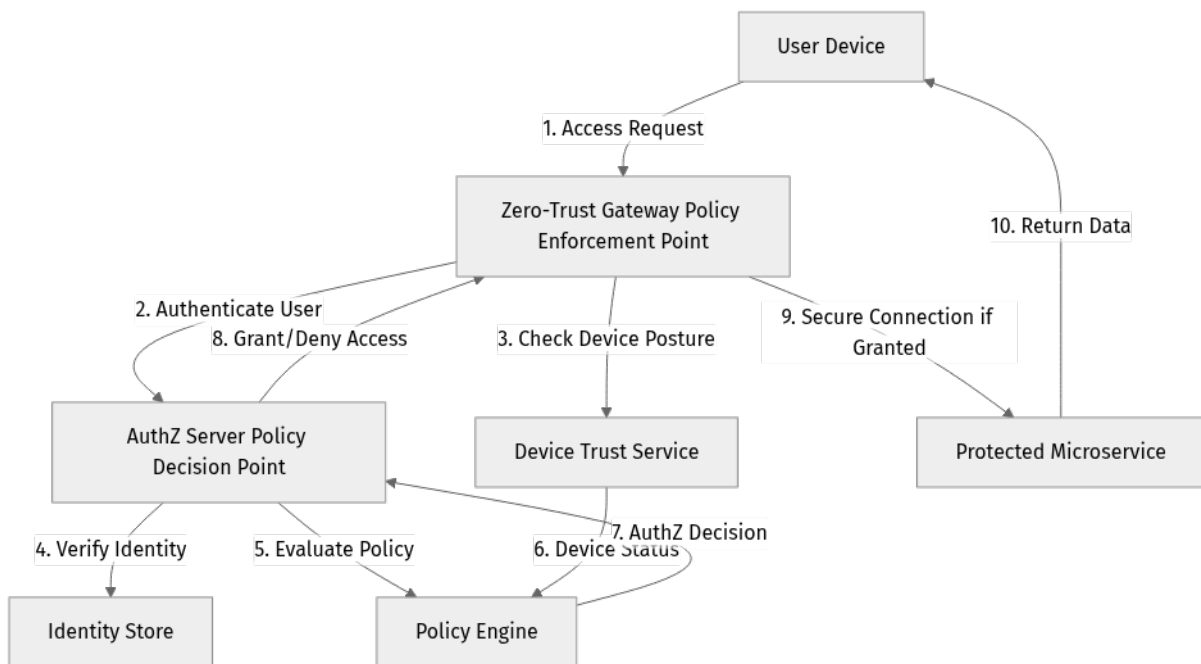 User Device
1. Access Request
Zero-Trust Gateway Policy
Enforcement Point
10. Return Data
2. Authenticate User
8. Grant/Deny Access
3. Check Device Posture
9. Secure Connection if
Granted
AuthZ Server Policy
Decision Point
Device Trust Service
Protected Microservice
7. AuthZ Decision
4. Verify Identity
5. Evaluate Policy
6. Device Status
Identity Store
Policy Engine